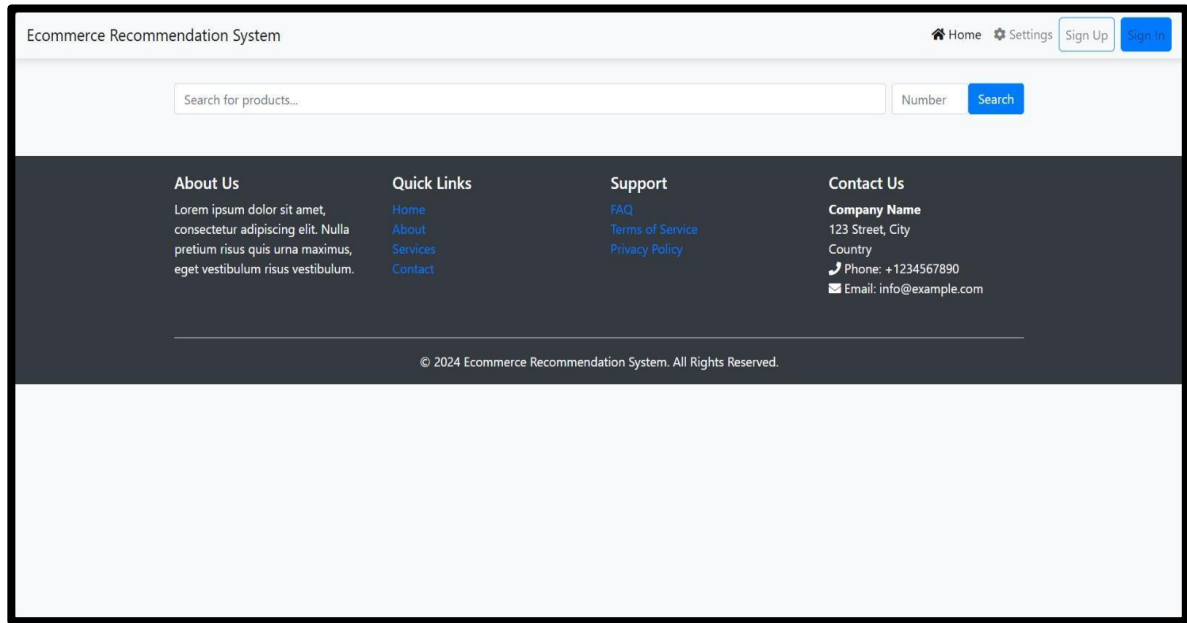 Ecommerce Recommendation System
Home Settings Sign Up Sign In
Search for products... Number Search
About Us
Lorem ipsum dolor sit amet,
consectetur adipiscing elit. Nulla
pretium risus quis urna maximus,
eget vestibulum risus vestibulum.
Quick Links
Home
About
Services
Contact
Support
FAQ
Terms of Service
Privacy Policy
Contact Us
Company Name
123 Street, City
Country
Phone: +1234567890
Email: info@example.com
© 2024 Ecommerce Recommendation System. All Rights Reserved.